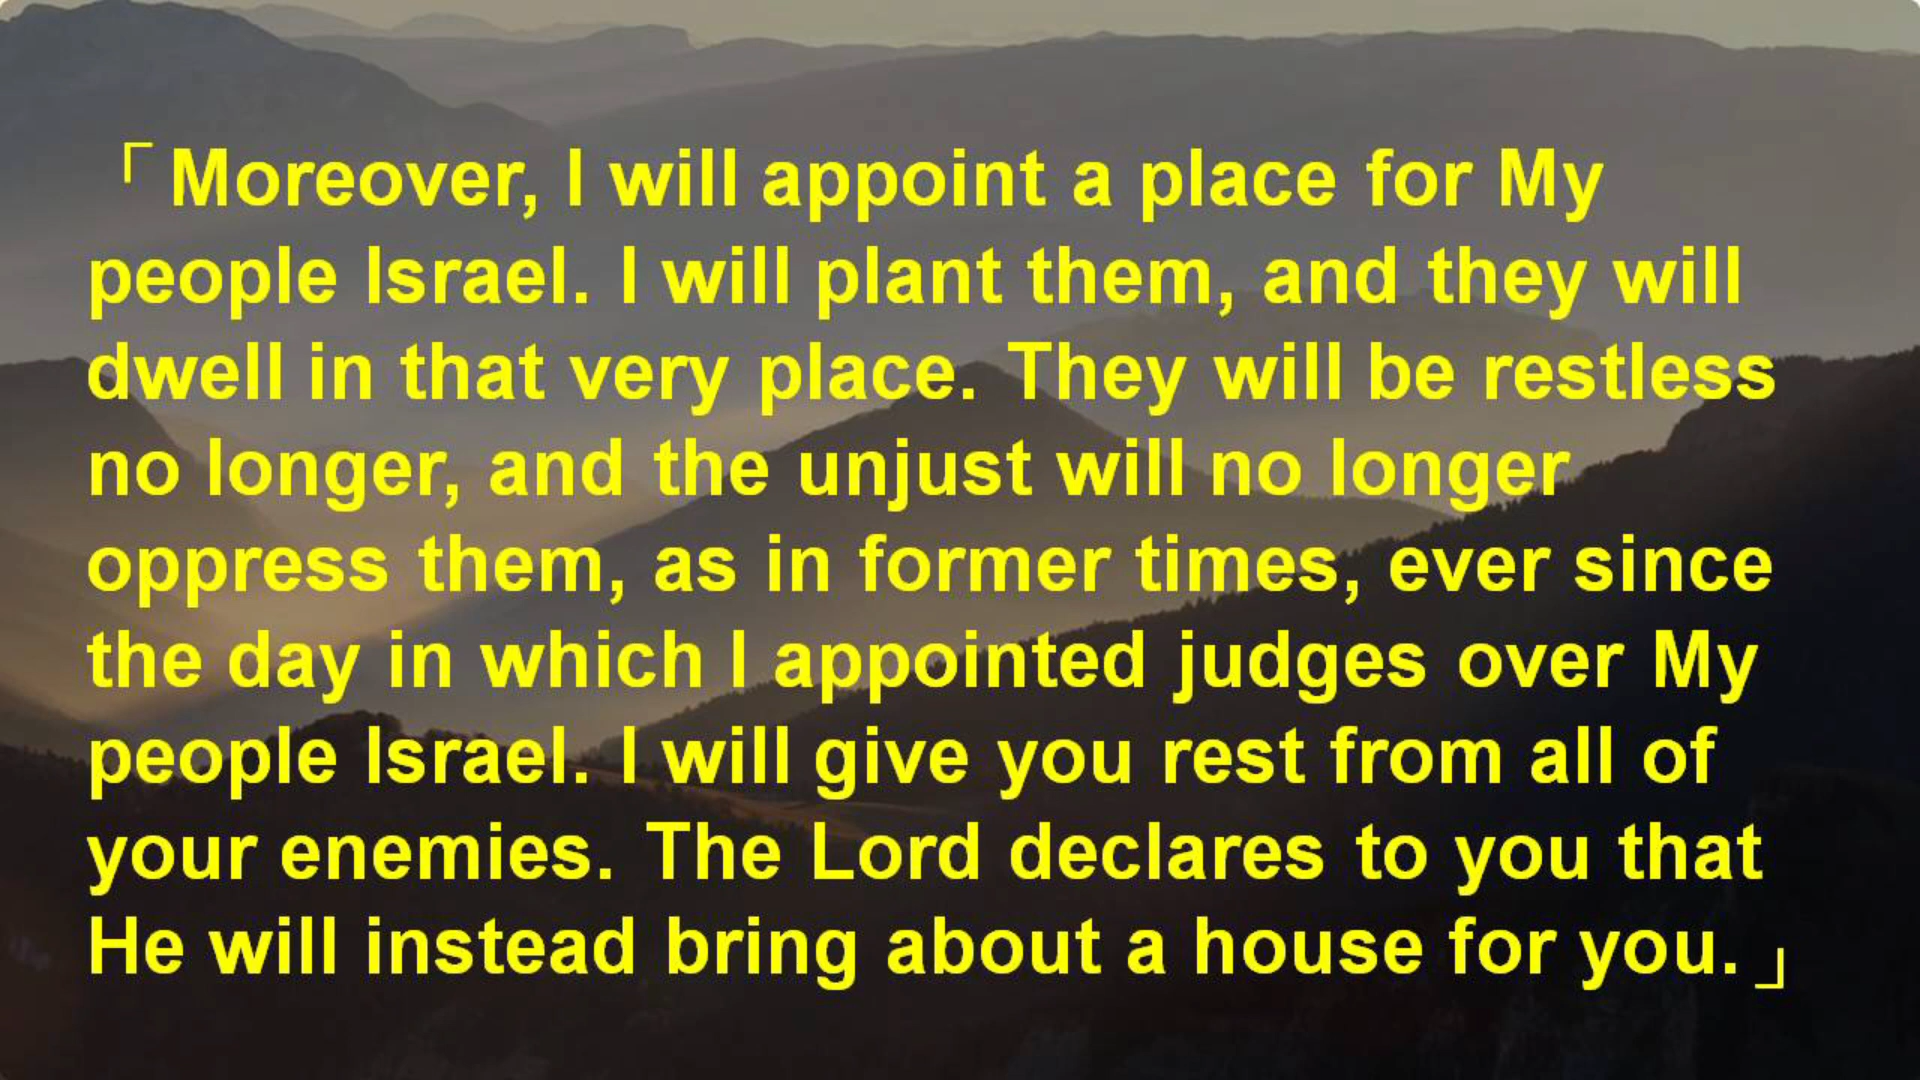 「Moreover, I will appoint a place for My
people Israel. I will plant them, and they will
dwell in that very place. They will be restless
no longer, and the unjust will no longer
oppress them, as in former times, ever since
the day in which I appointed judges over My
people Israel. I will give you rest from all of
your enemies. The Lord declares to you that
He will instead bring about a house for you.」